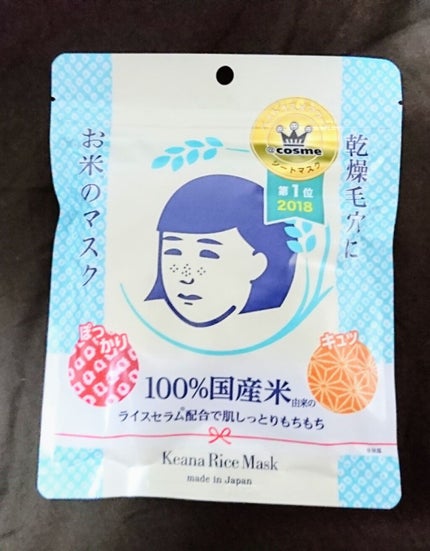 乾燥毛穴に
お米のマスク
@cosme
シートマスク
第1位
2018
ぽっかり
キュッ
100%国産米由来の
ライスセラム®配合で肌しっとりもちもち
Keana Rice Mask
made in Japan